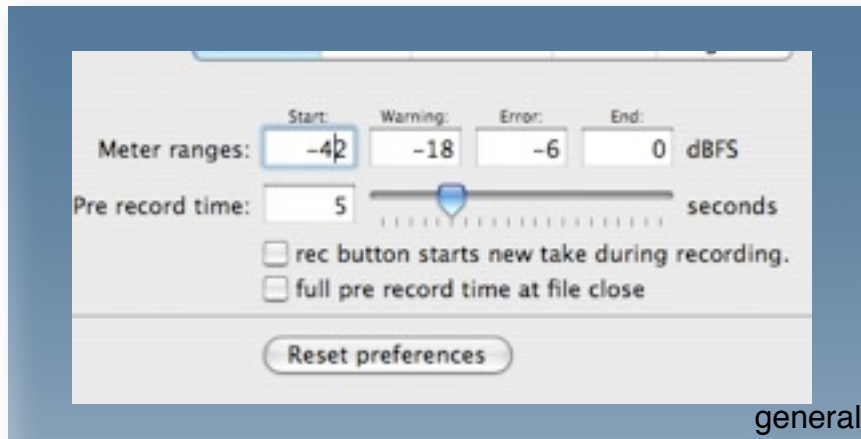 Start: Warning: Error: End:
Meter ranges: -42 -18 -6 0 dBFS
Pre record time: 5 seconds
rec button starts new take during recording.
full pre record time at file close
Reset preferences
general